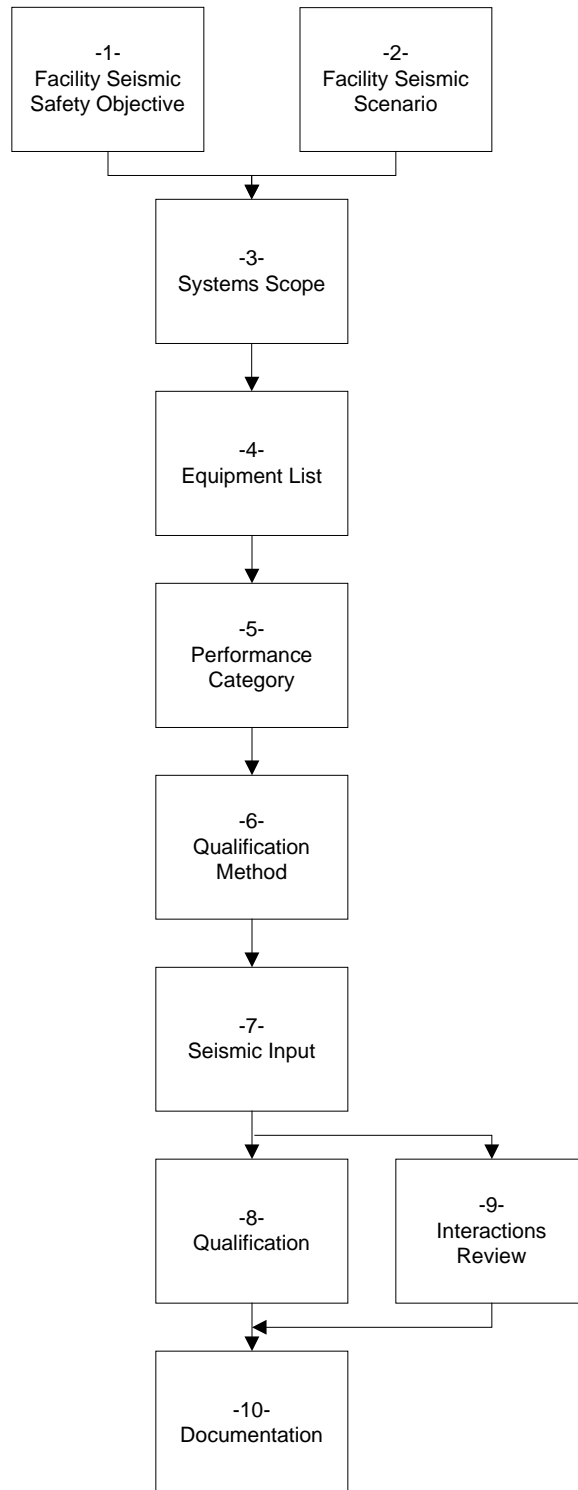 -1-
Facility Seismic
Safety Objective
-2-
Facility Seismic
Scenario
-3-
Systems Scope
-4-
Equipment List
-5-
Performance
Category
-6-
Qualification
Method
-7-
Seismic Input
-8-
Qualification
-9-
Interactions
Review
-10-
Documentation